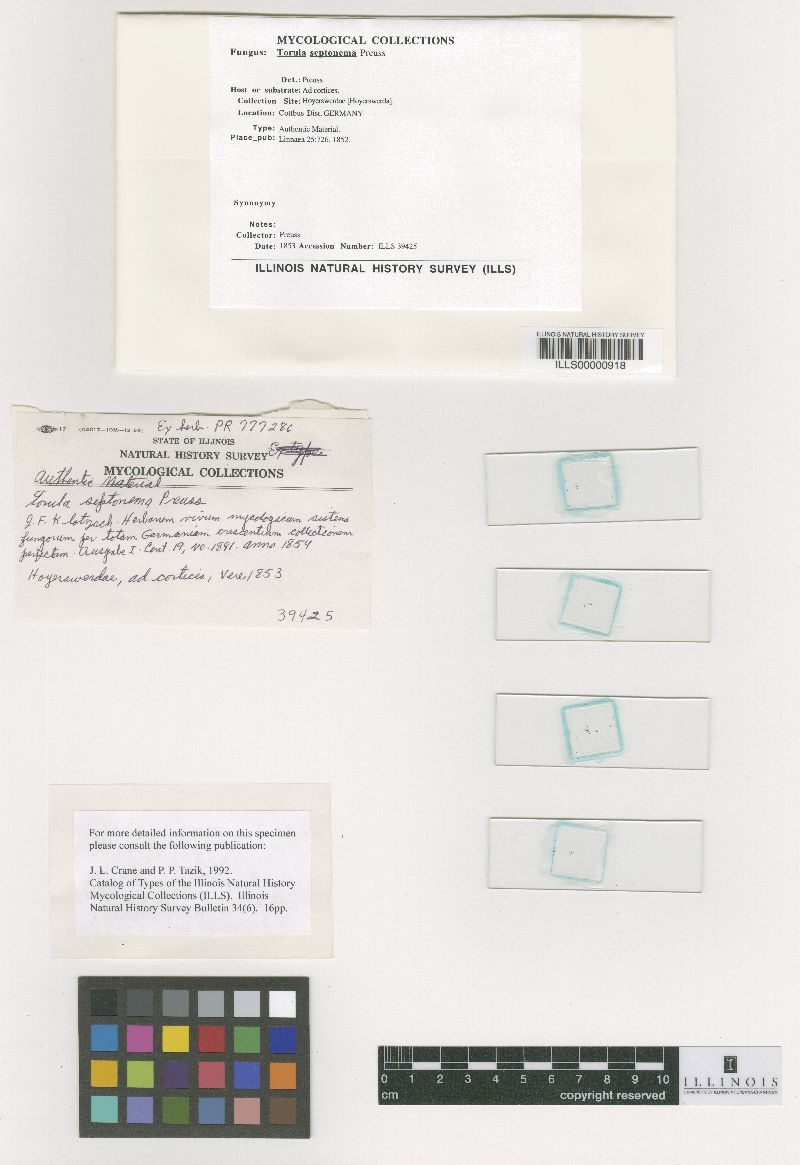 MYCOLOGICAL COLLECTIONS
Fungus: Torula septonema Preuss
Det.: Preuss
Host or substrate: Ad cortices.
Collection Site: Hoyerswerdae [Hoyerswerda].
Location: Cottbus Dist. GERMANY
Type: Authentic Material.
Place_pub: Linnaea 25:726. 1852.
Synonymy
Notes:
Collector: Preuss
Date: 1853 Accession Number: ILLS 39425
ILLINOIS NATURAL HISTORY SURVEY (ILLS)
ILLINOIS NATURAL HISTORY SURVEY
ILLS00000918
Ex herb. PR 777286
STATE OF ILLINOIS
NATURAL HISTORY SURVEY
MYCOLOGICAL COLLECTIONS
Authentic Material
Torula septonema Preuss
J. F. Klotzsch. Herbarium vivum mycologicum sistens
fungorum per totam Germaniam crescentium collectionem
perfectam. Ausgabe I. Cent. 19, no. 1891. anno 1854
Hoyerswerdae, ad cortices, Vere, 1853
39425
For more detailed information on this specimen
please consult the following publication:
J. L. Crane and P. P. Tazik, 1992.
Catalog of Types of the Illinois Natural History
Mycological Collections (ILLS). Illinois
Natural History Survey Bulletin 34(6). 16pp.
0 1 2 3 4 5 6 7 8 9 10
cm
copyright reserved
I
ILLINOIS